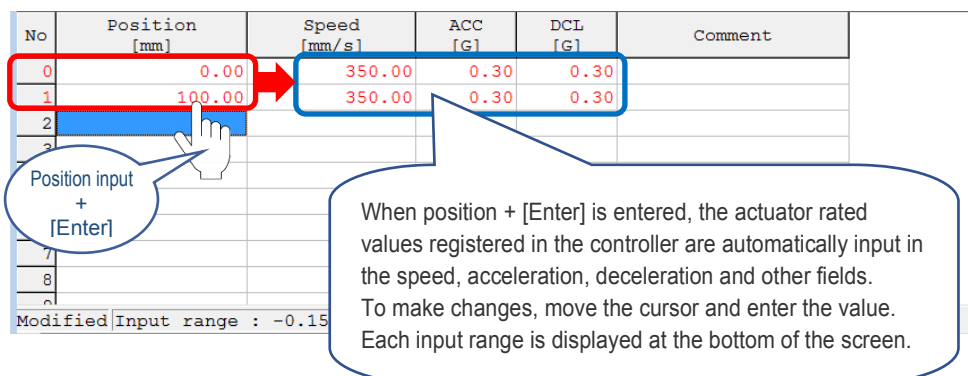 No Position [mm] Speed [mm/s] ACC [G] DCL [G] Comment
0 0.00 350.00 0.30 0.30
1 100.00 350.00 0.30 0.30
2
Position input
+
[Enter]
7
8
When position + [Enter] is entered, the actuator rated
values registered in the controller are automatically input in
the speed, acceleration, deceleration and other fields.
To make changes, move the cursor and enter the value.
Each input range is displayed at the bottom of the screen.
Modified Input range : -0.15